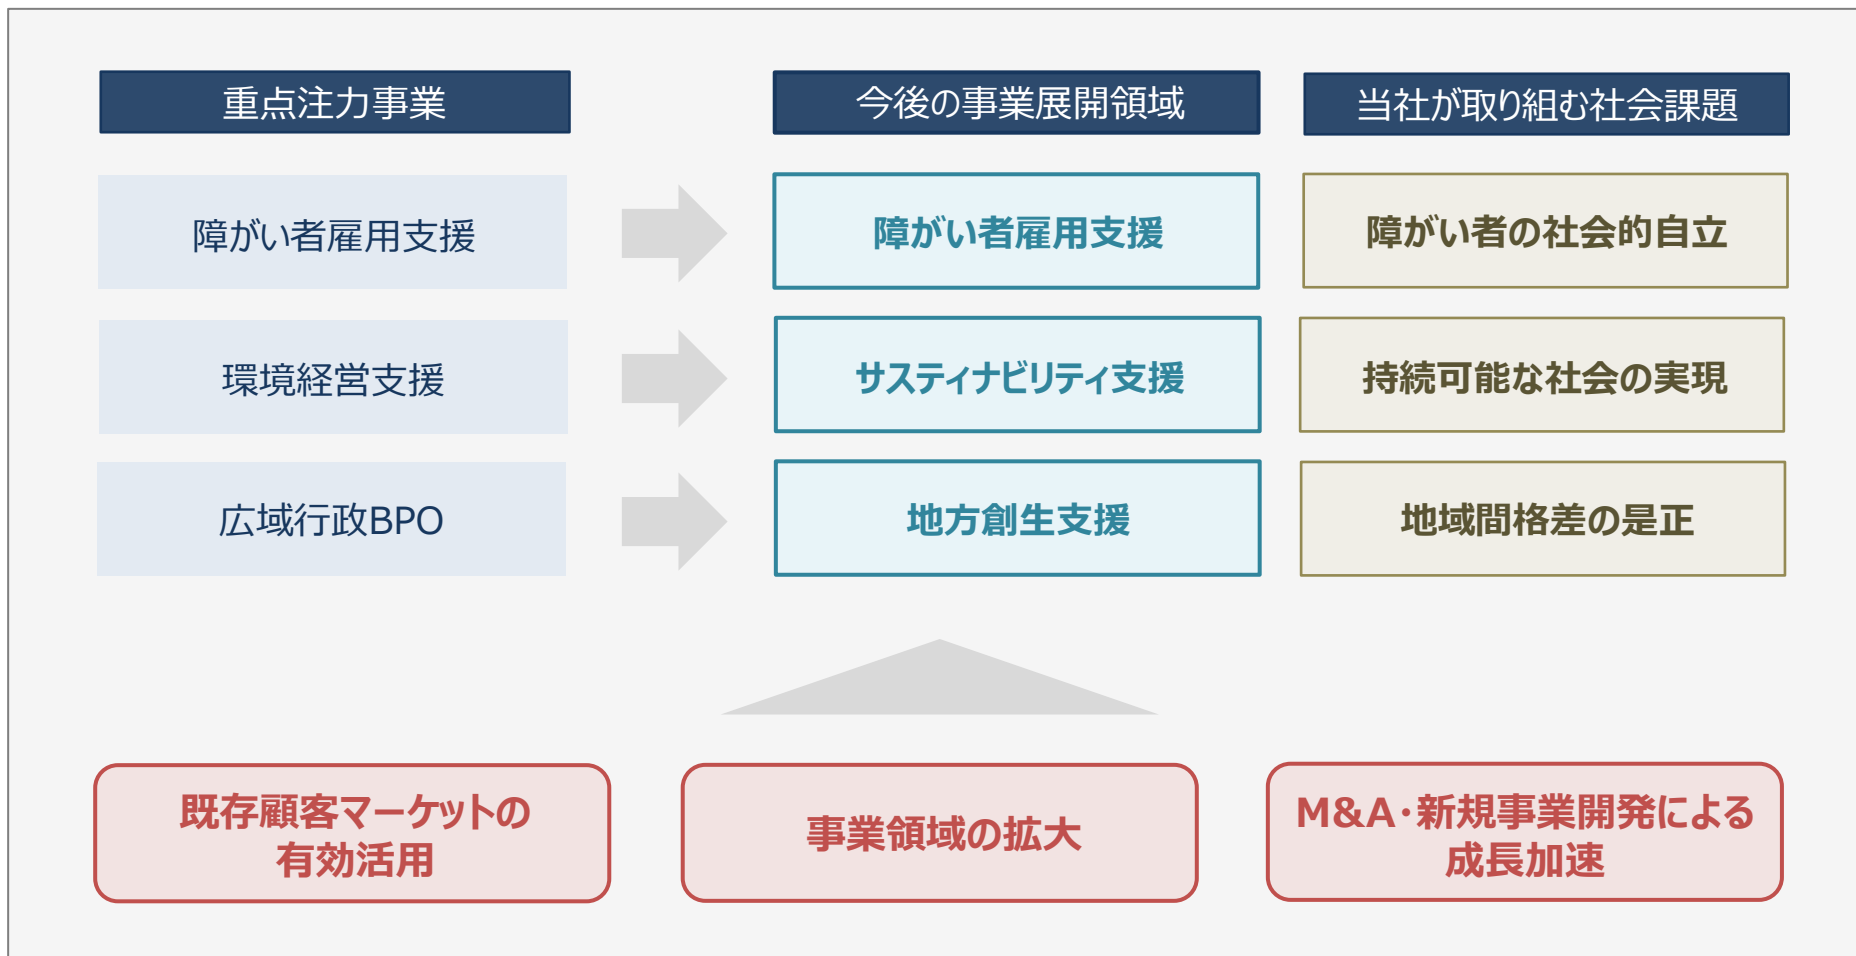 重点注力事業
今後の事業展開領域
当社が取り組む社会課題
障がい者雇用支援
障がい者雇用支援
障がい者の社会的自立
環境経営支援
サスティナビリティ支援
持続可能な社会の実現
広域行政BPO
地方創生支援
地域間格差の是正
既存顧客マーケットの
有効活用
事業領域の拡大
M&A・新規事業開発による
成長加速